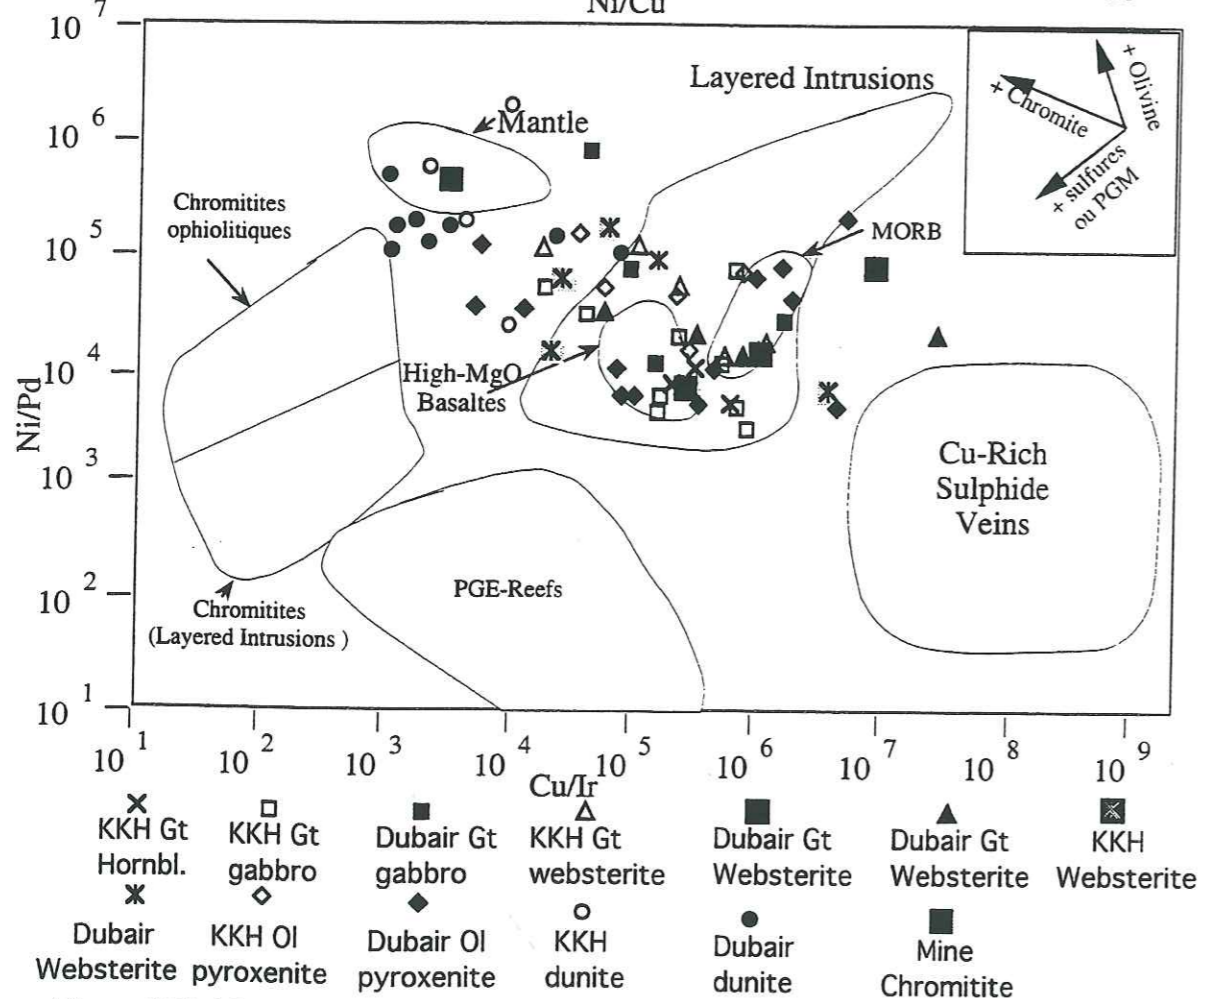 Ni/Cu
10 7
10 6
10 5
10 4
10 3
10 2
10 1
Ni/Pd
Layered Intrusions
Mantle
Chromitites
ophiolitiques
MORB
High-MgO
Basaltes
Cu-Rich
Sulphide
Veins
PGE-Reefs
Chromitites
(Layered Intrusions )
+ Olivine
+ Chromite
+ sulfures
ou PGM
10 1 10 2 10 3 10 4 10 5 10 6 10 7 10 8 10 9
Cu/Ir
KKH Gt
Hornbl.
KKH Gt
gabbro
Dubair Gt
gabbro
KKH Gt
websterite
Dubair Gt
Websterite
Dubair Gt
Websterite
KKH
Websterite
Dubair
Websterite
KKH Ol
pyroxenite
Dubair Ol
pyroxenite
KKH
dunite
Dubair
dunite
Mine
Chromitite